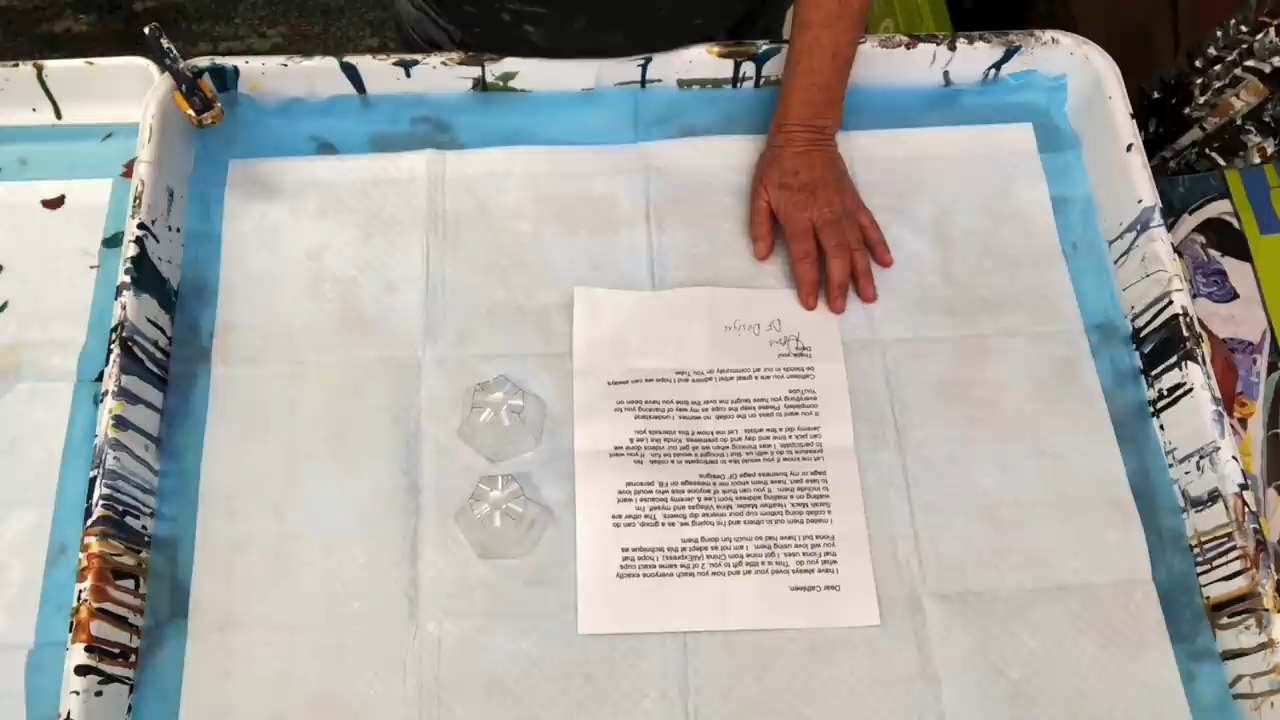 Dear Cathleen,
I have always loved your art and how you teach everyone exactly
what you do. This is a little gift to you, 2 of the same exact cups
that Fiona uses. I got mine from China (AliExpress). I hope that
you will love using them. I am not as adept at this technique as
Fiona but I have had so much fun doing them.
I mailed them out to others and I'm hoping we, as a group, can do
a collab doing bottom cup pour reverse dip flowers. The other are
Sarah Mack, Heather Mader, Mina Villegas and myself. I'm
waiting on a mailing address from Lee & Jeremy because I want
to include them. If you can think of anyone else who would love
to take part, have them shoot me a message on FB, personal
page or my business page DF Designs
Let me know if you would like to participate in a collab. No
pressure to do it with us. But I thought it would be fun. If you want
to participate, I was thinking when we all get our videos done we
can pick a time and day and do premieres. Kinda like Lee &
Jeremy did a few artists. Let me know if this interests you.
If you want to pass on the collab, no worries. I understand
completely. Please keep the cups as my way of thanking you for
everything you have taught me over the time you have been on
YouTube
Cathleen you are a great artist I admire and I hope we can always
be friends in our art community on You Tube.
Thank you!
DF Designs